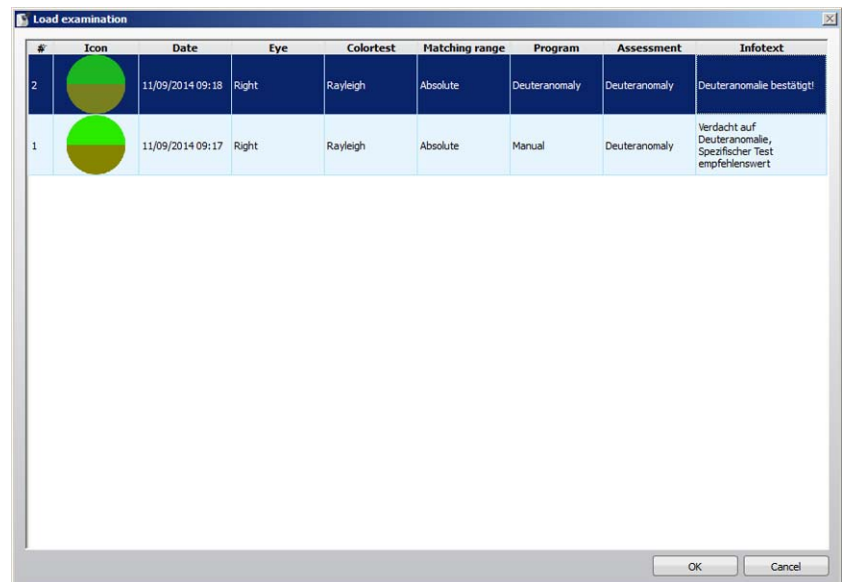 Load examination
# Icon Date Eye Colortest Matching range Program Assessment Infotext
2 11/09/2014 09:18 Right Rayleigh Absolute Deuteranomaly Deuteranomaly Deuteranomalie bestätigt!
1 11/09/2014 09:17 Right Rayleigh Absolute Manual Deuteranomaly Verdacht auf
Deuteranomalie,
Spezifischer Test
empfehlenswert
OK Cancel